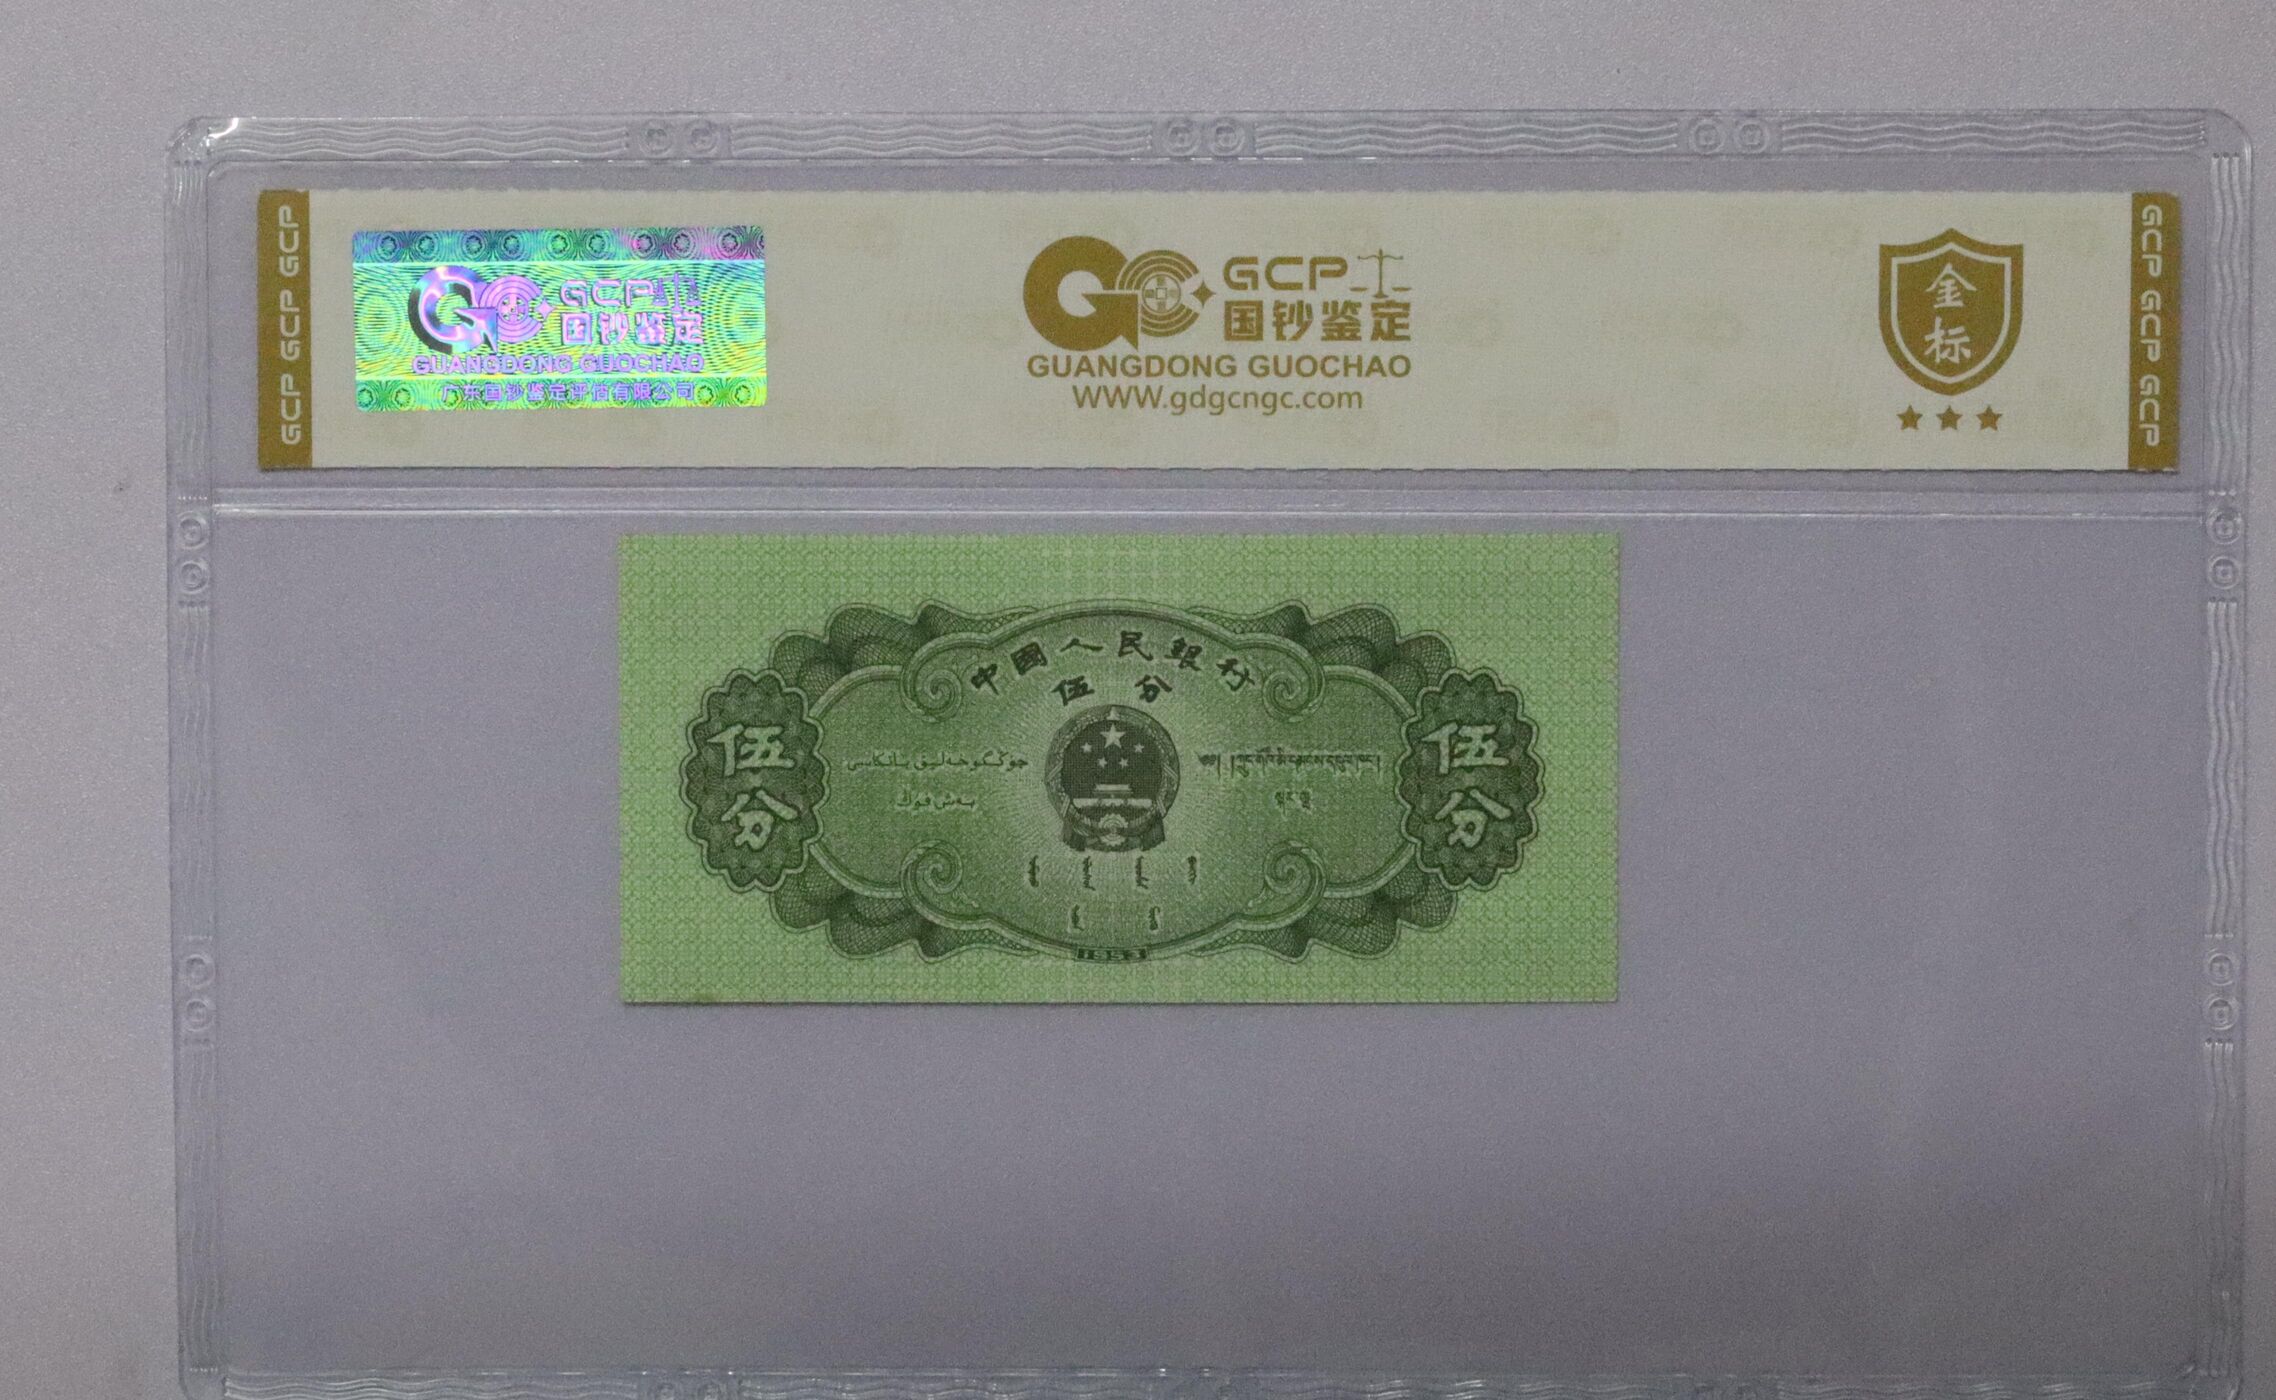 GCP GCP GCP
GCP
国钞鉴定
GUANGDONG GUOCHAO
广东国钞鉴定评估有限公司
GCP
国钞鉴定
GUANGDONG GUOCHAO
WWW.gdgcngc.com
金
标
GCP GCP GCP
中國人民銀行
伍分
伍
分
伍
分
1953